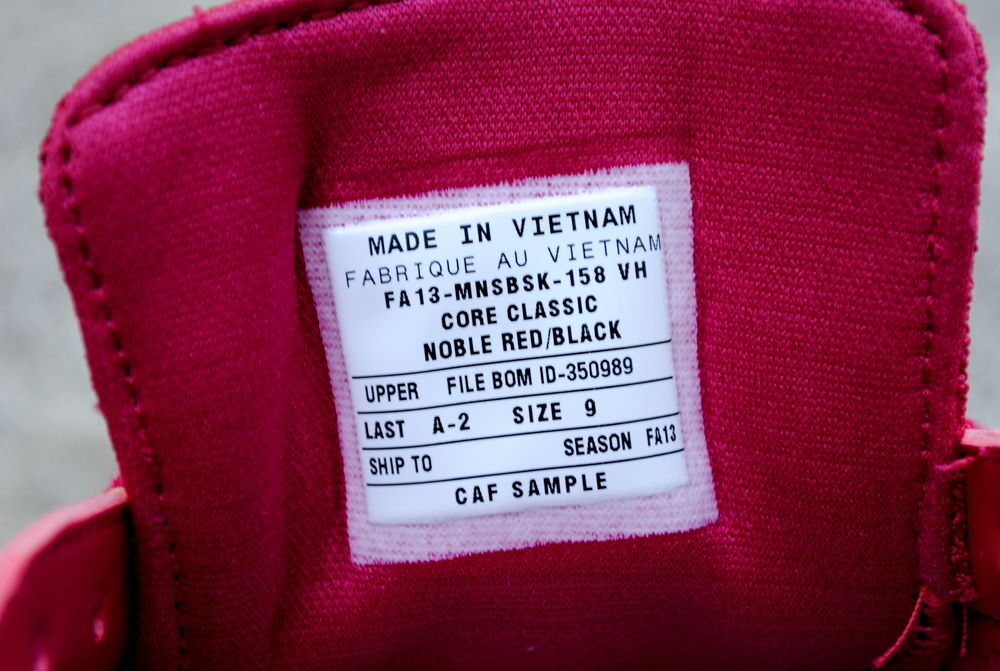 MADE IN VIETNAM
FABRIQUE AU VIETNAM
FA13-MNSBSK-158 VH
CORE CLASSIC
NOBLE RED/BLACK
UPPER FILE BOM ID-350989
LAST A-2 SIZE 9
SHIP TO SEASON FA13
CAF SAMPLE